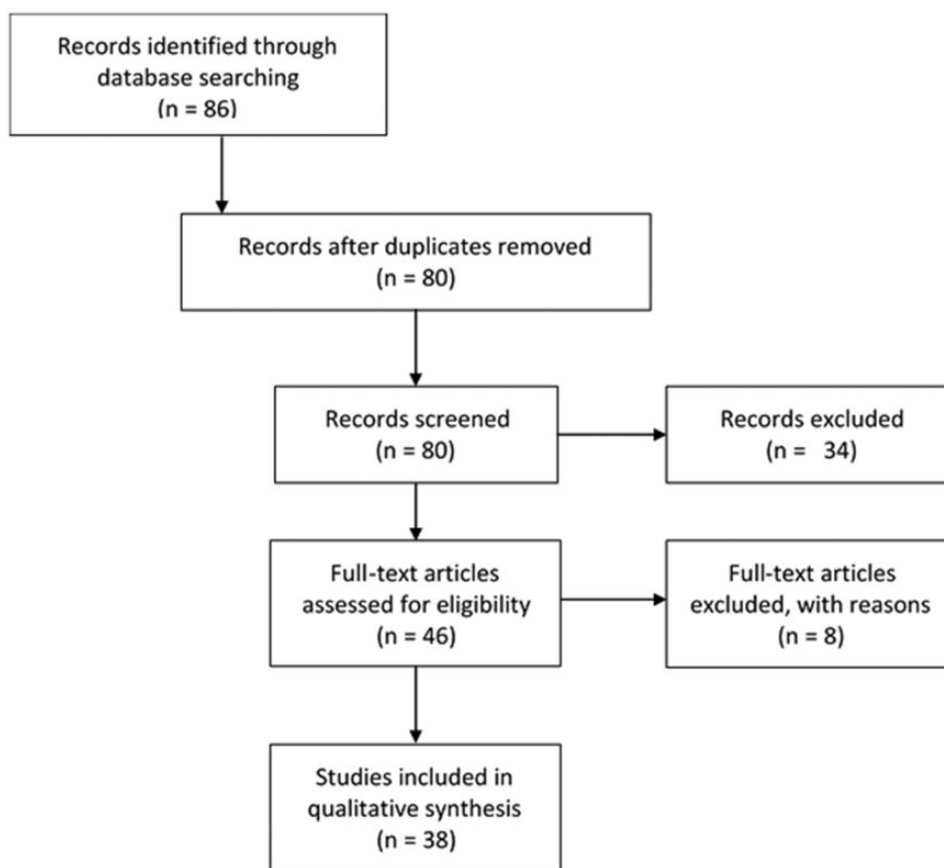 Records identified through
database searching
(n = 86)
Records after duplicates removed
(n = 80)
Records screened
(n = 80)
Records excluded
(n =   34)
Full-text articles
assessed for eligibility
(n = 46)
Full-text articles
excluded, with reasons
(n = 8)
Studies included in
qualitative synthesis
(n = 38)